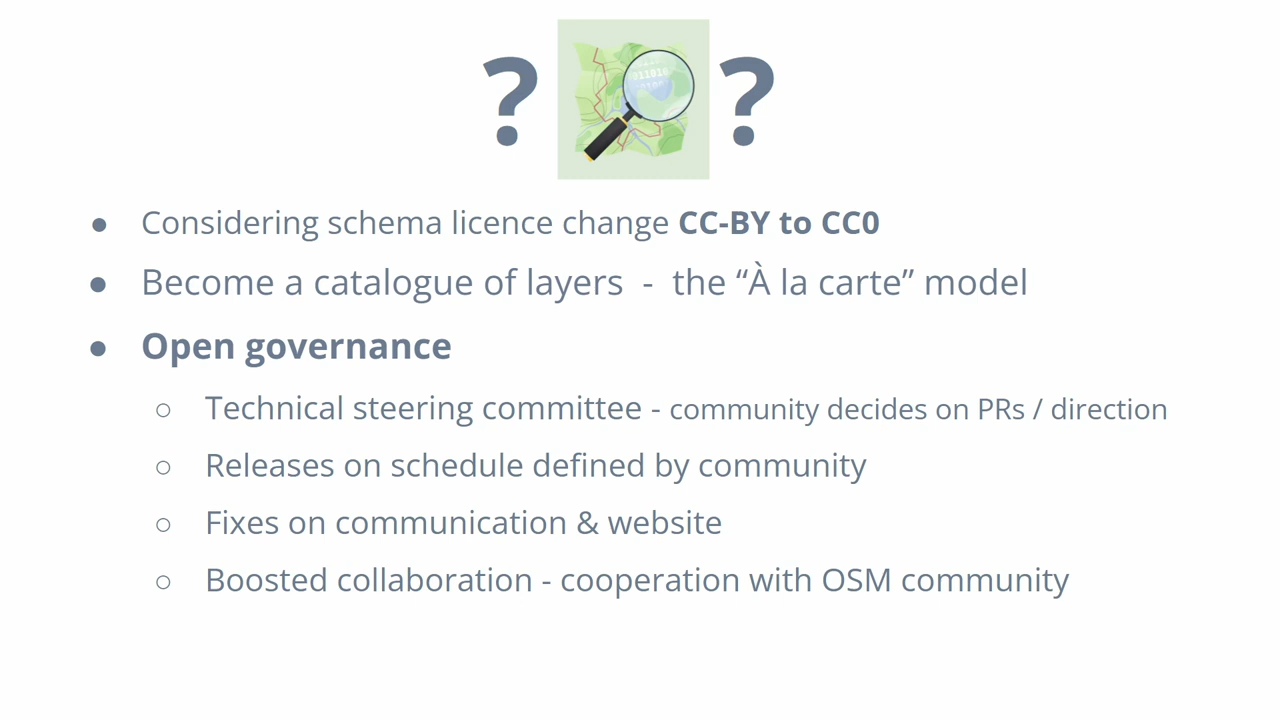 ? ?
011010
● Considering schema licence change CC-BY to CC0
● Become a catalogue of layers - the “À la carte” model
● Open governance
○ Technical steering committee - community decides on PRs / direction
○ Releases on schedule defined by community
○ Fixes on communication & website
○ Boosted collaboration - cooperation with OSM community